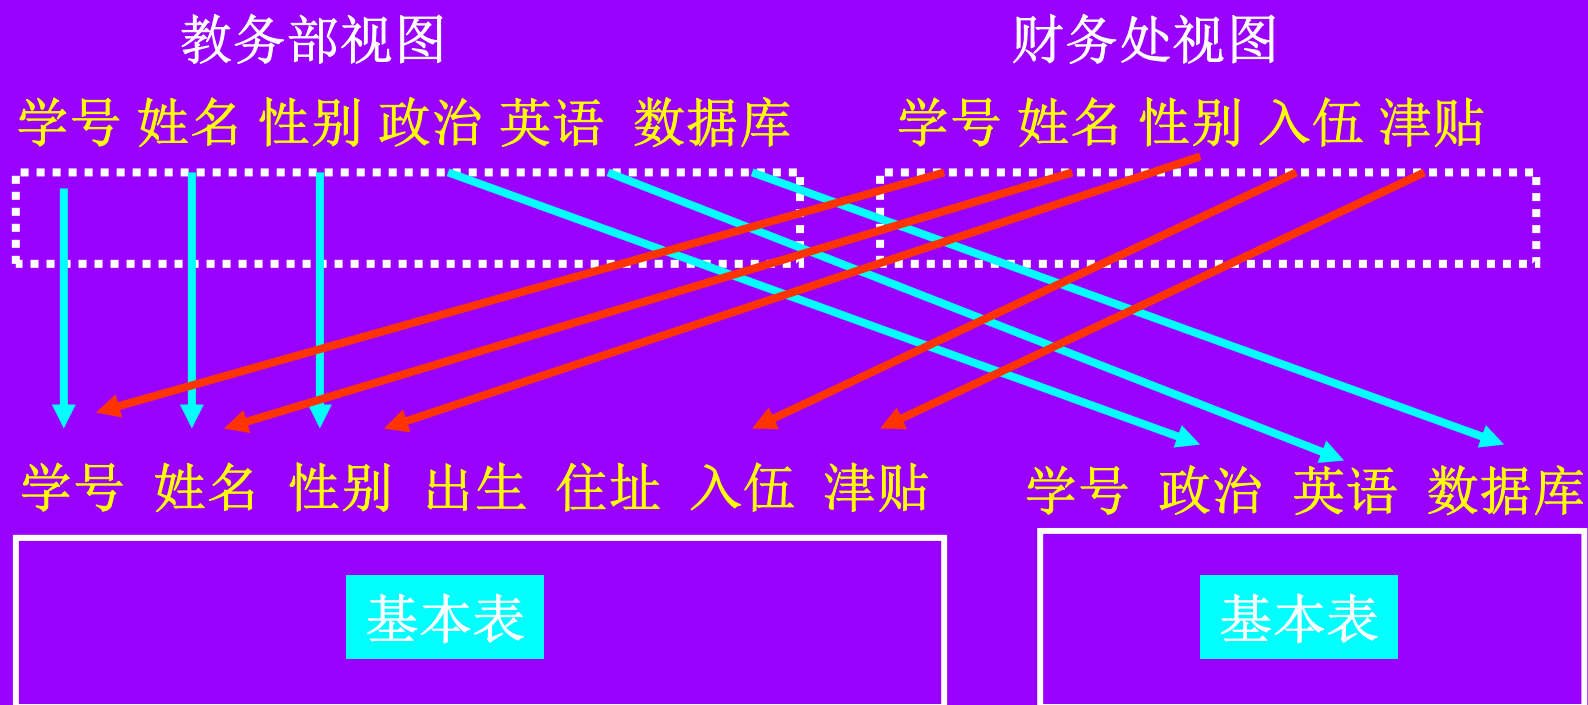 教务部视图 财务处视图
学号 姓名 性别 政治 英语 数据库 学号 姓名 性别 入伍 津贴
学号 姓名 性别 出生 住址 入伍 津贴 学号 政治 英语 数据库
基本表 基本表